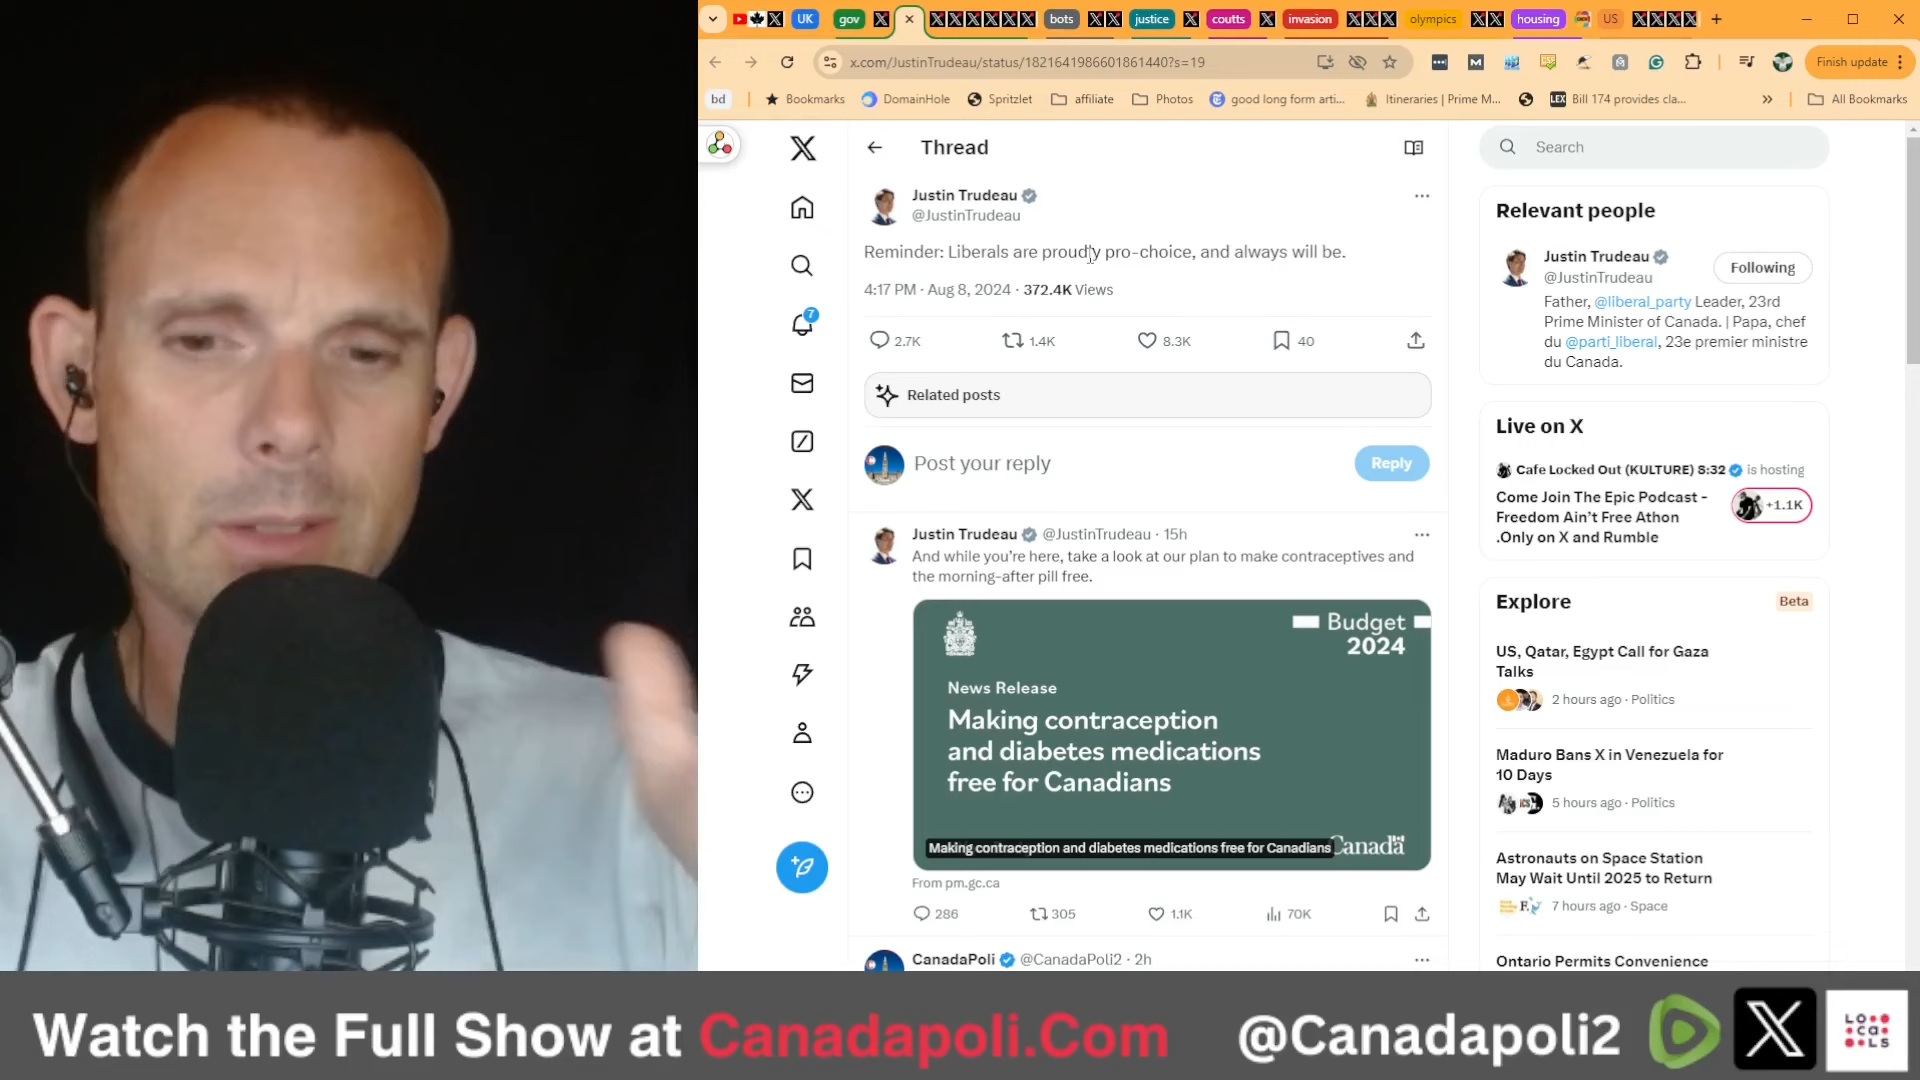 UK
gov
bots
justice
coutts
invasion
olympics
housing
US
x.com/JustinTrudeau/status/1821641986601861440?s=19
Finish update
bd
Bookmarks
DomainHole
Spritzlet
affiliate
Photos
good long form arti...
Itineraries | Prime M...
LEX
Bill 174 provides cla...
All Bookmarks
Thread
Search
Justin Trudeau
@JustinTrudeau
Reminder: Liberals are proudly pro-choice, and always will be.
4:17 PM · Aug 8, 2024 · 372.4K Views
2.7K
1.4K
8.3K
40
Related posts
Post your reply
Reply
Justin Trudeau @JustinTrudeau · 15h
And while you're here, take a look at our plan to make contraceptives and
the morning-after pill free.
Budget
2024
News Release
Making contraception
and diabetes medications
free for Canadians
Making contraception and diabetes medications free for Canadians
Canada
From pm.gc.ca
286
305
1.1K
70K
CanadaPoli @CanadaPoli2 · 2h
7
Relevant people
Justin Trudeau
@JustinTrudeau
Following
Father, @liberal_party Leader, 23rd
Prime Minister of Canada. | Papa, chef
du @parti_liberal, 23e premier ministre
du Canada.
Live on X
Cafe Locked Out (KULTURE) 8:32 is hosting
Come Join The Epic Podcast -
Freedom Ain't Free Athon
.Only on X and Rumble
+1.1K
Explore
Beta
US, Qatar, Egypt Call for Gaza
Talks
2 hours ago · Politics
Maduro Bans X in Venezuela for
10 Days
5 hours ago · Politics
Astronauts on Space Station
May Wait Until 2025 to Return
7 hours ago · Space
Ontario Permits Convenience
Watch the Full Show at Canadapoli.Com
@Canadapoli2
LOCALS